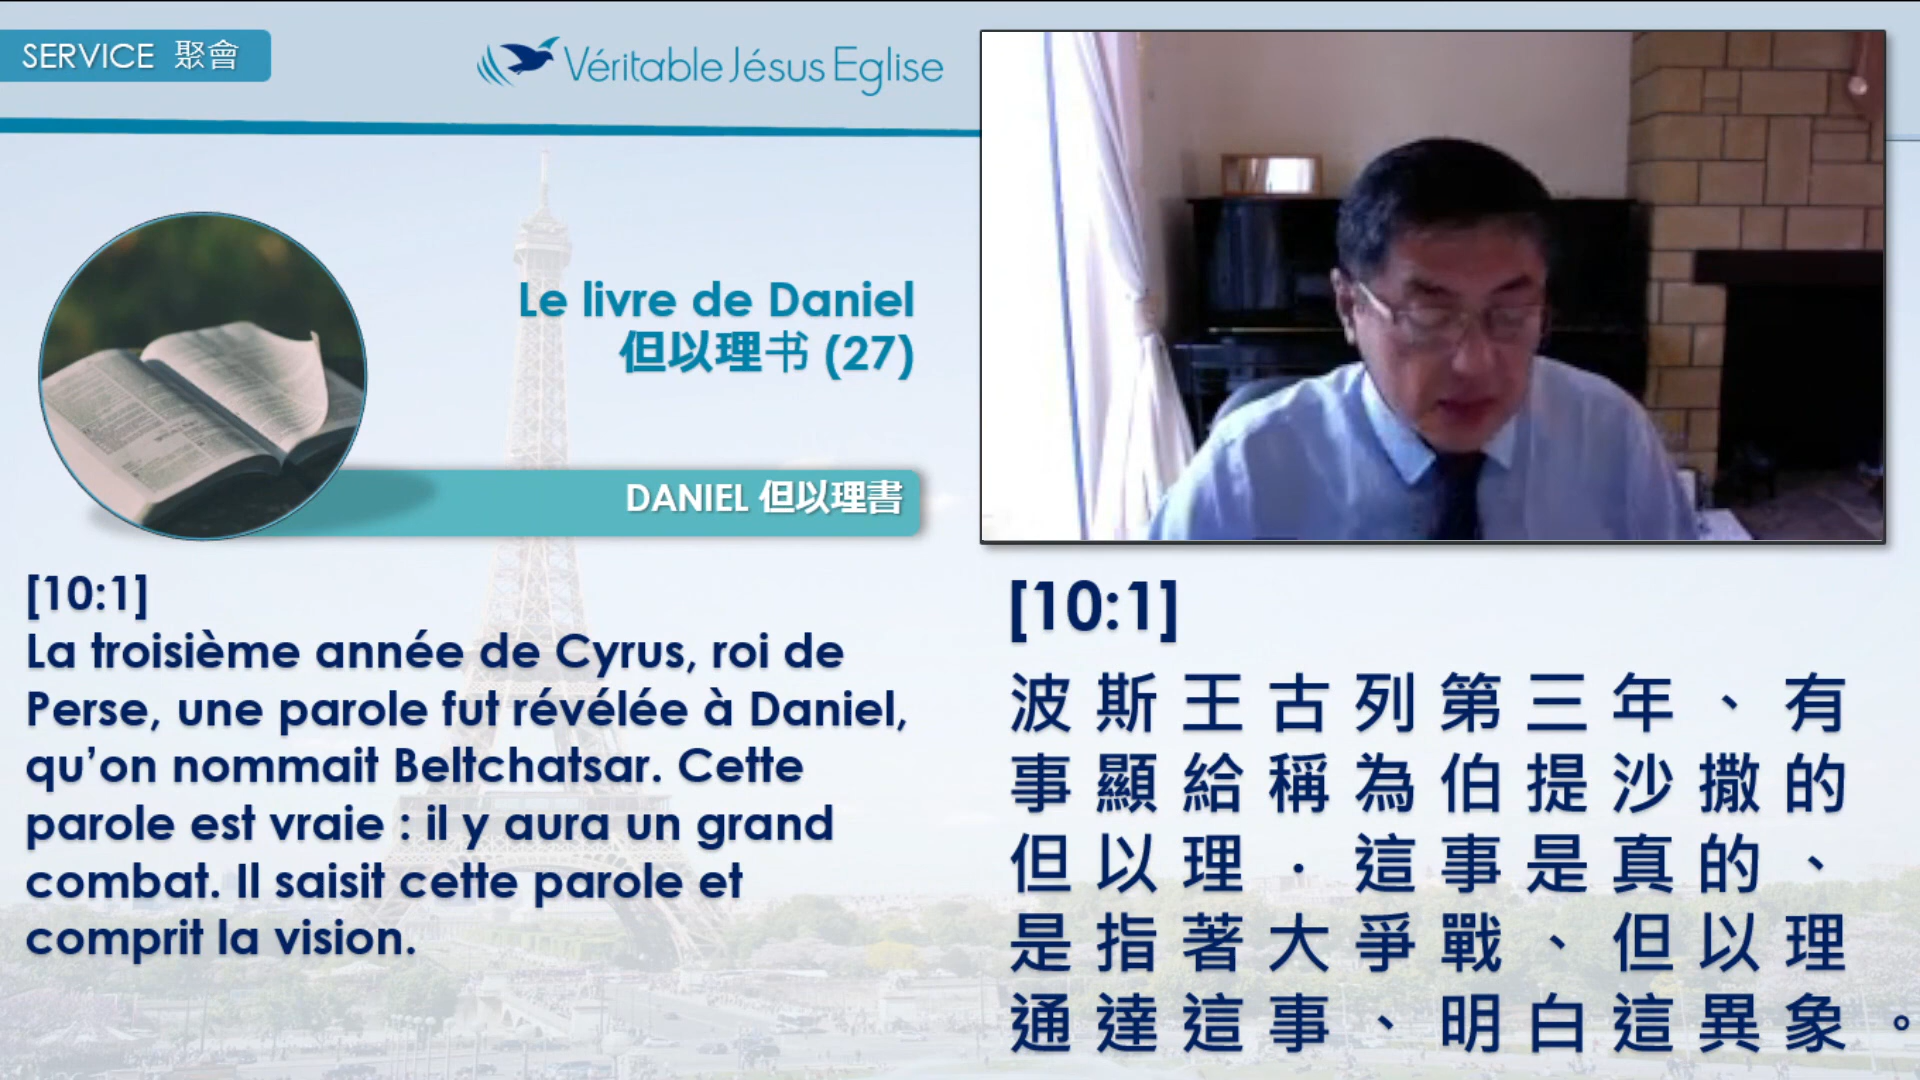 SERVICE 聚會
Véritable Jésus Eglise
Le livre de Daniel
但以理书 (27)
DANIEL 但以理書
[10:1]
La troisième année de Cyrus, roi de
Perse, une parole fut révélée à Daniel,
qu’on nommait Beltchatsar. Cette
parole est vraie : il y aura un grand
combat. Il saisit cette parole et
comprit la vision.
[10:1]
波斯王古列第三年、有
事顯給稱為伯提沙撒的
但以理．這事是真的、
是指著大爭戰、但以理
通達這事、明白這異象。